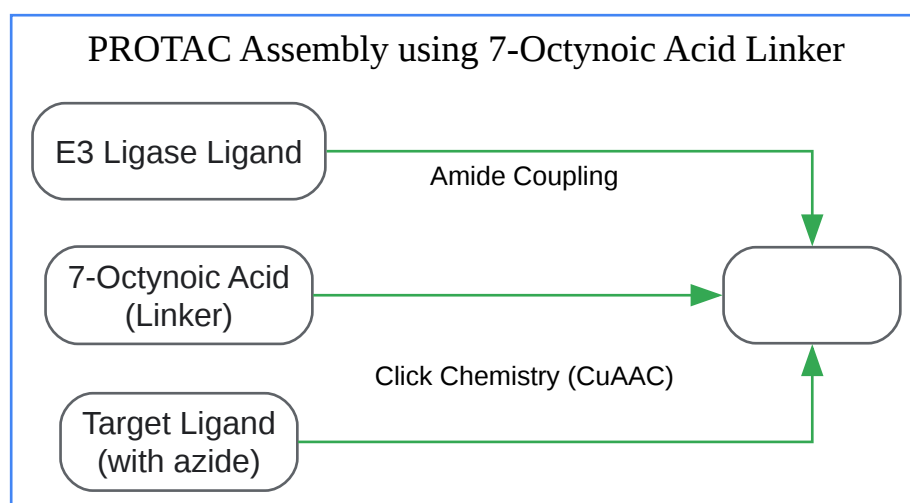 PROTAC Assembly using 7-Octynoic Acid Linker
E3 Ligase Ligand
Amide Coupling
7-Octynoic Acid
(Linker)
Click Chemistry (CuAAC)
Target Ligand
(with azide)